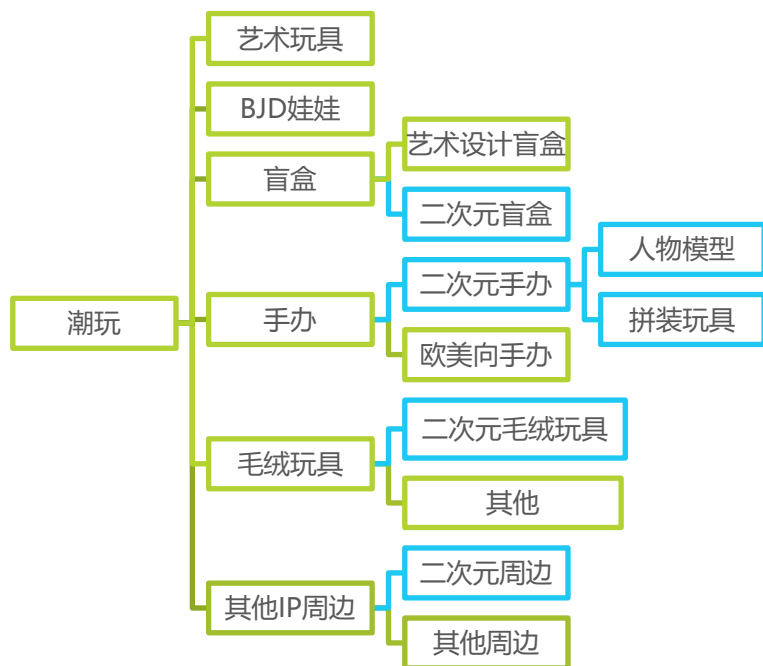 艺术玩具
BJD娃娃
盲盒
艺术设计盲盒
二次元盲盒
潮玩
手办
二次元手办
人物模型
拼装玩具
欧美向手办
毛绒玩具
二次元毛绒玩具
其他
其他IP周边
二次元周边
其他周边